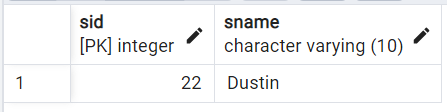 sid sname
[PK] integer character varying (10)
1 22 Dustin